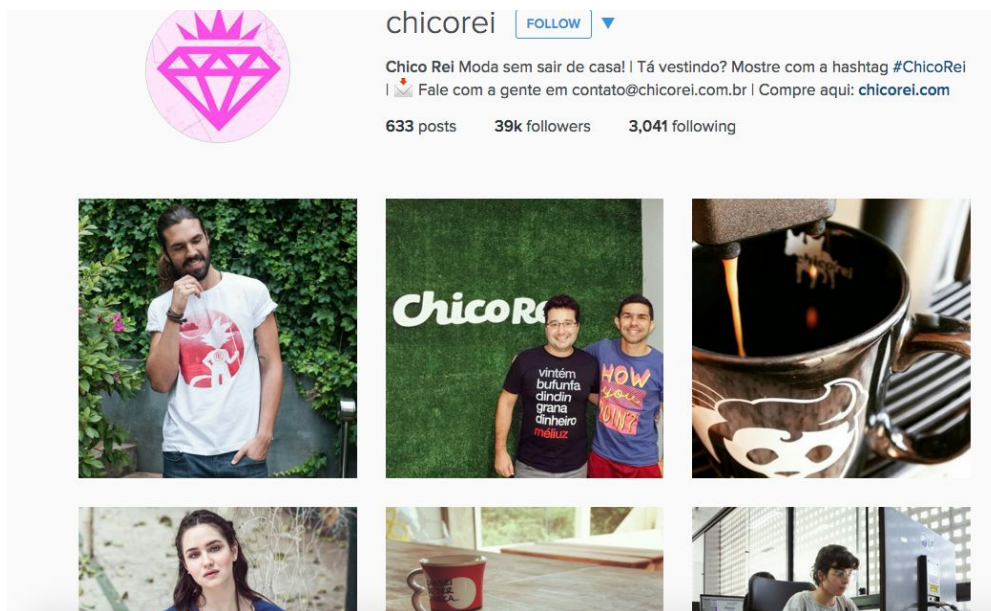 chicorei FOLLOW
Chico Rei Moda sem sair de casa! | Tá vestindo? Mostre com a hashtag #ChicoRei
| 📩 Fale com a gente em contato@chicorei.com.br | Compre aqui: chicorei.com
633 posts 39k followers 3,041 following
ChicoRe
vintém
bufunfa
dindin
grana
dinheiro
méliuz
HOW
you
chicorei